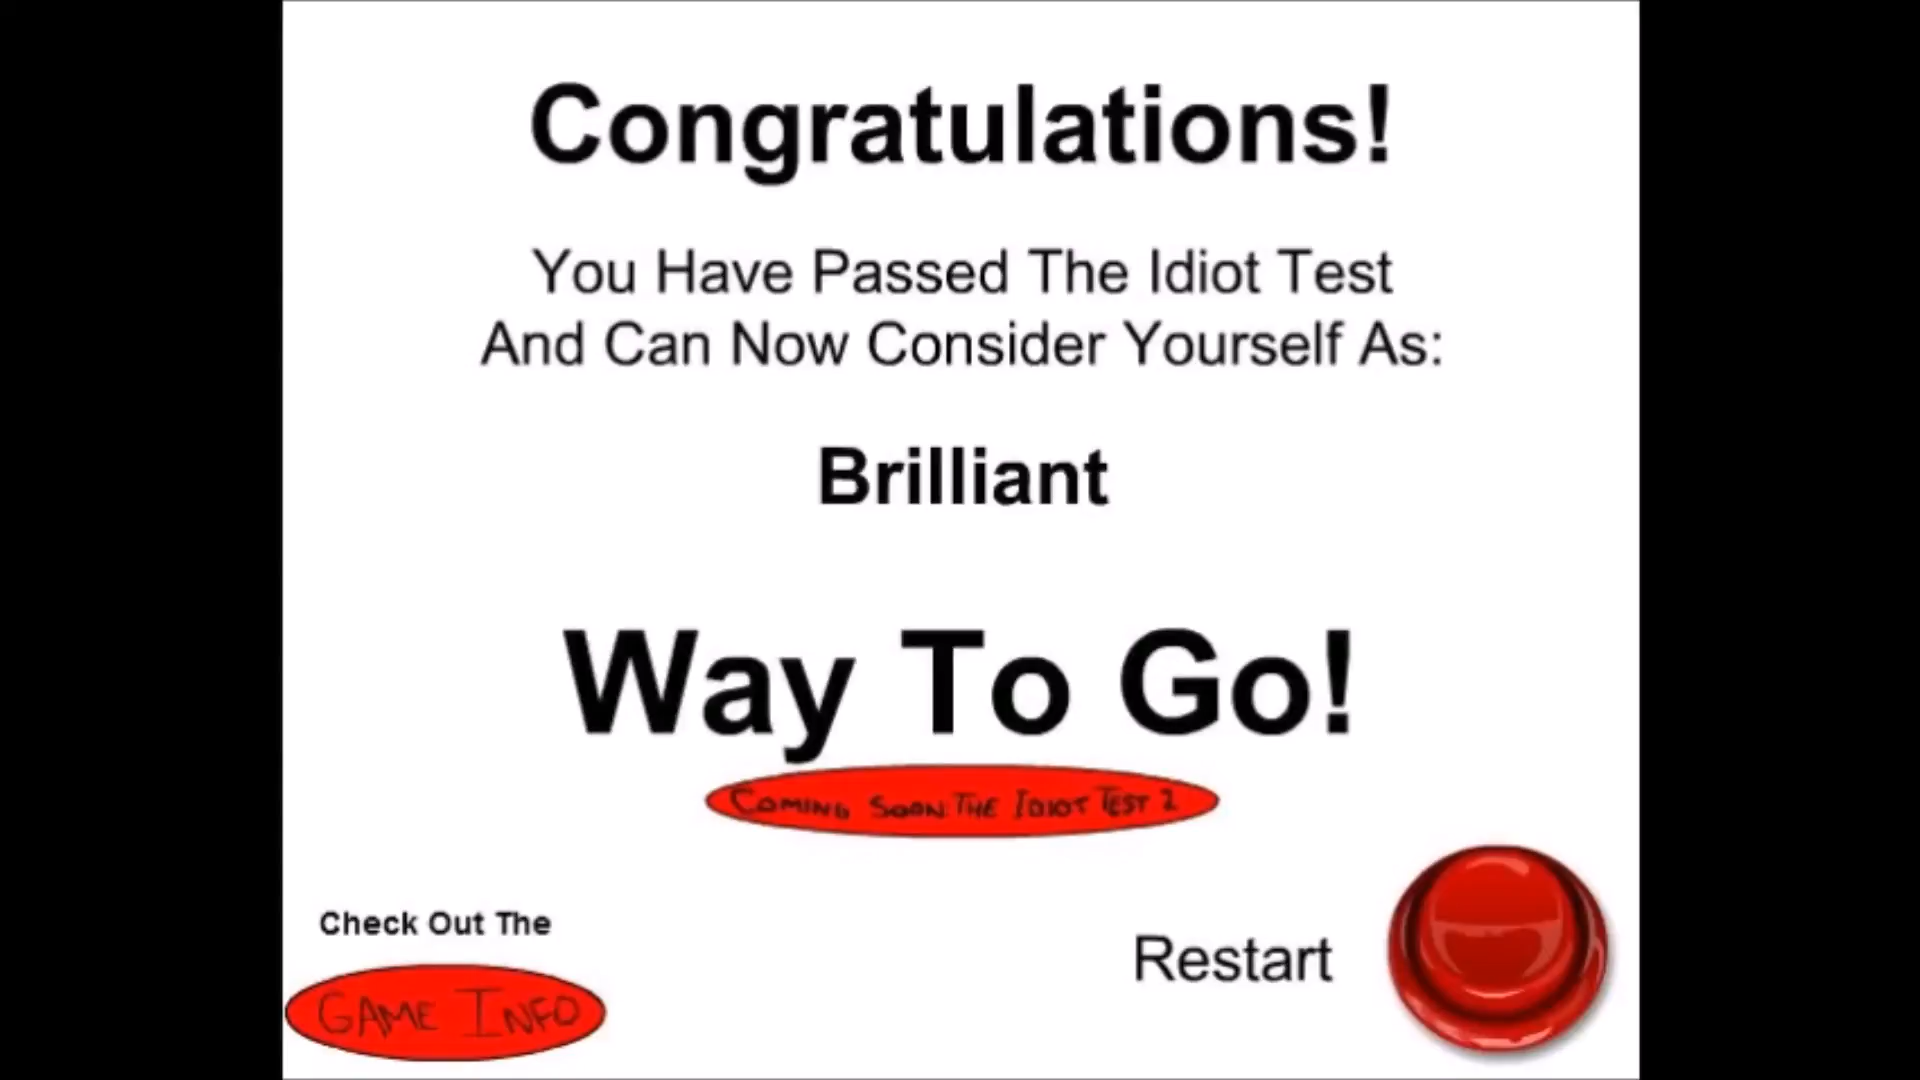 Congratulations!
You Have Passed The Idiot Test
And Can Now Consider Yourself As:
Brilliant
Way To Go!
COMING SOON: THE IDIOT TEST 2
Check Out The
GAME INFO
Restart